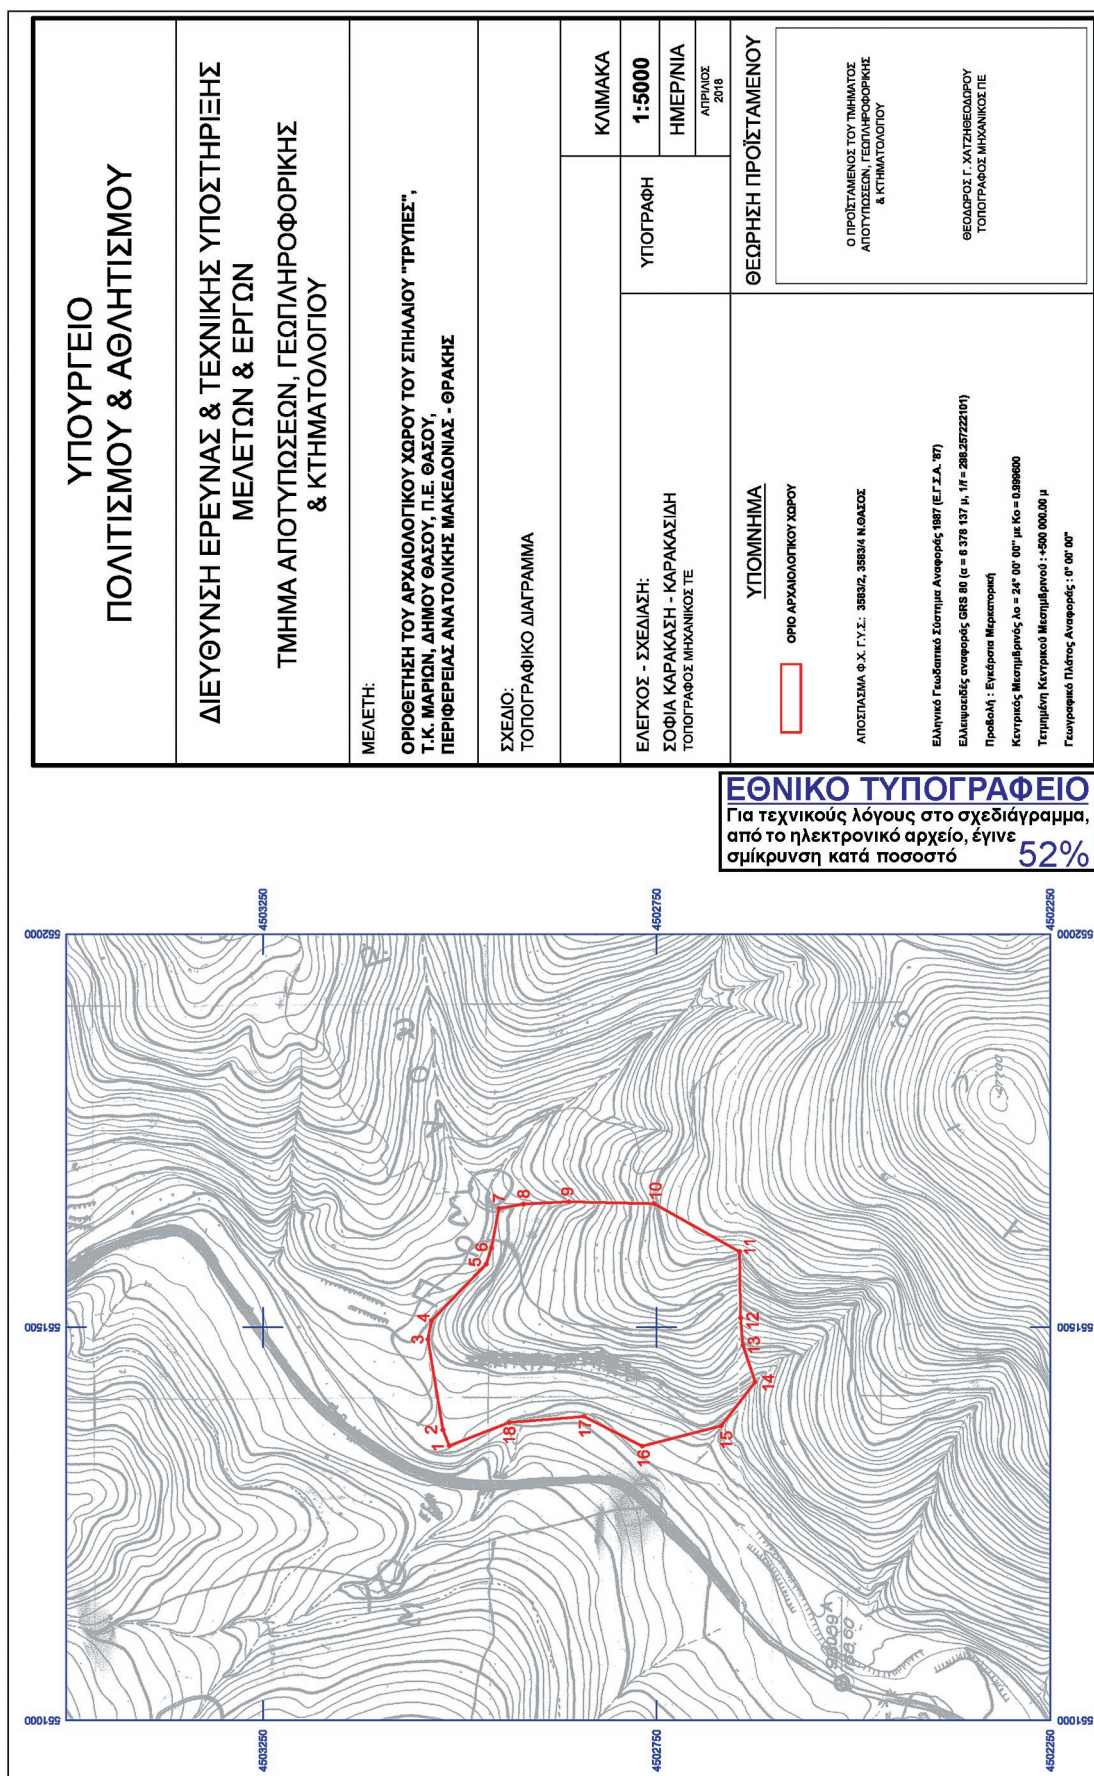 ΥΠΟΥΡΓΕΙΟ
ΠΟΛΙΤΙΣΜΟΥ & ΑΘΛΗΤΙΣΜΟΥ
ΔΙΕΥΘΥΝΣΗ ΕΡΕΥΝΑΣ & ΤΕΧΝΙΚΗΣ ΥΠΟΣΤΗΡΙΞΗΣ
ΜΕΛΕΤΩΝ & ΕΡΓΩΝ
ΤΜΗΜΑ ΑΠΟΤΥΠΩΣΕΩΝ, ΓΕΩΠΛΗΡΟΦΟΡΙΚΗΣ
& ΚΤΗΜΑΤΟΛΟΓΙΟΥ
ΜΕΛΕΤΗ:
ΟΡΙΟΘΕΤΗΣΗ ΤΟΥ ΑΡΧΑΙΟΛΟΓΙΚΟΥ ΧΩΡΟΥ ΤΟΥ ΣΠΗΛΑΙΟΥ "ΤΡΥΠΕΣ",
Τ.Κ. ΜΑΡΙΩΝ, ΔΗΜΟΥ ΘΑΣΟΥ, Π.Ε. ΘΑΣΟΥ,
ΠΕΡΙΦΕΡΕΙΑΣ ΑΝΑΤΟΛΙΚΗΣ ΜΑΚΕΔΟΝΙΑΣ - ΘΡΑΚΗΣ
ΣΧΕΔΙΟ:
ΤΟΠΟΓΡΑΦΙΚΟ ΔΙΑΓΡΑΜΜΑ
ΚΛΙΜΑΚΑ
1:5000
ΗΜΕΡ/ΝΙΑ
ΑΠΡΙΛΙΟΣ
2018
ΕΛΕΓΧΟΣ - ΣΧΕΔΙΑΣΗ:
ΣΟΦΙΑ ΚΑΡΑΚΑΣΗ - ΚΑΡΑΚΑΣΙΔΗ
ΤΟΠΟΓΡΑΦΟΣ ΜΗΧΑΝΙΚΟΣ ΤΕ
ΥΠΟΓΡΑΦΗ
ΥΠΟΜΝΗΜΑ
ΟΡΙΟ ΑΡΧΑΙΟΛΟΓΙΚΟΥ ΧΩΡΟΥ
ΑΠΟΣΠΑΣΜΑ Φ.Χ. Γ.Υ.Σ.: 3583/2, 3583/4 Ν.ΘΑΣΟΣ
Ελληνικό Γεωδαιτικό Σύστημα Αναφοράς 1987 (Ε.Γ.Σ.Α. '87)
Ελλειψοειδές αναφοράς GRS 80 (α = 6 378 137 μ, 1/f = 298.257222101)
Προβολή : Εγκάρσια Μερκατορική
Κεντρικός Μεσημβρινός λο = 24° 00' 00" με Κο = 0.999600
Τετμημένη Κεντρικού Μεσημβρινού : +500 000.00 μ
Γεωγραφικό Πλάτος Αναφοράς : 0° 00' 00"
ΘΕΩΡΗΣΗ ΠΡΟΪΣΤΑΜΕΝΟΥ
Ο ΠΡΟΪΣΤΑΜΕΝΟΣ ΤΟΥ ΤΜΗΜΑΤΟΣ
ΑΠΟΤΥΠΩΣΕΩΝ, ΓΕΩΠΛΗΡΟΦΟΡΙΚΗΣ
& ΚΤΗΜΑΤΟΛΟΓΙΟΥ
ΘΕΟΔΩΡΟΣ Γ. ΧΑΤΖΗΘΕΟΔΩΡΟΥ
ΤΟΠΟΓΡΑΦΟΣ ΜΗΧΑΝΙΚΟΣ ΠΕ
ΕΘΝΙΚΟ ΤΥΠΟΓΡΑΦΕΙΟ
Για τεχνικούς λόγους στο σχεδιάγραμμα,
από το ηλεκτρονικό αρχείο, έγινε
σμίκρυνση κατά ποσοστό 52%
552000
4503250
4502750
4502250
552000
551500
551500
551000
4503250
4502750
4502250
551000
1
2
3
4
5
6
7
8
9
10
11
12
13
14
15
16
17
18